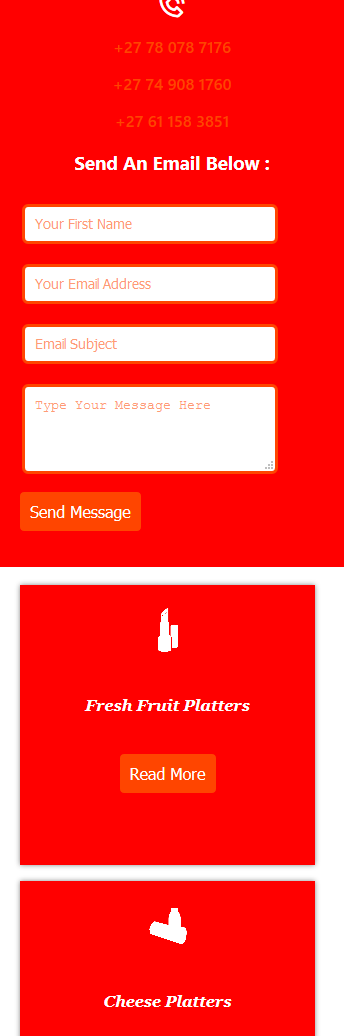 +27 78 078 7176
+27 74 908 1760
+27 61 158 3851
Send An Email Below :
Your First Name
Your Email Address
Email Subject
Type Your Message Here
Send Message
Fresh Fruit Platters
Read More
Cheese Platters